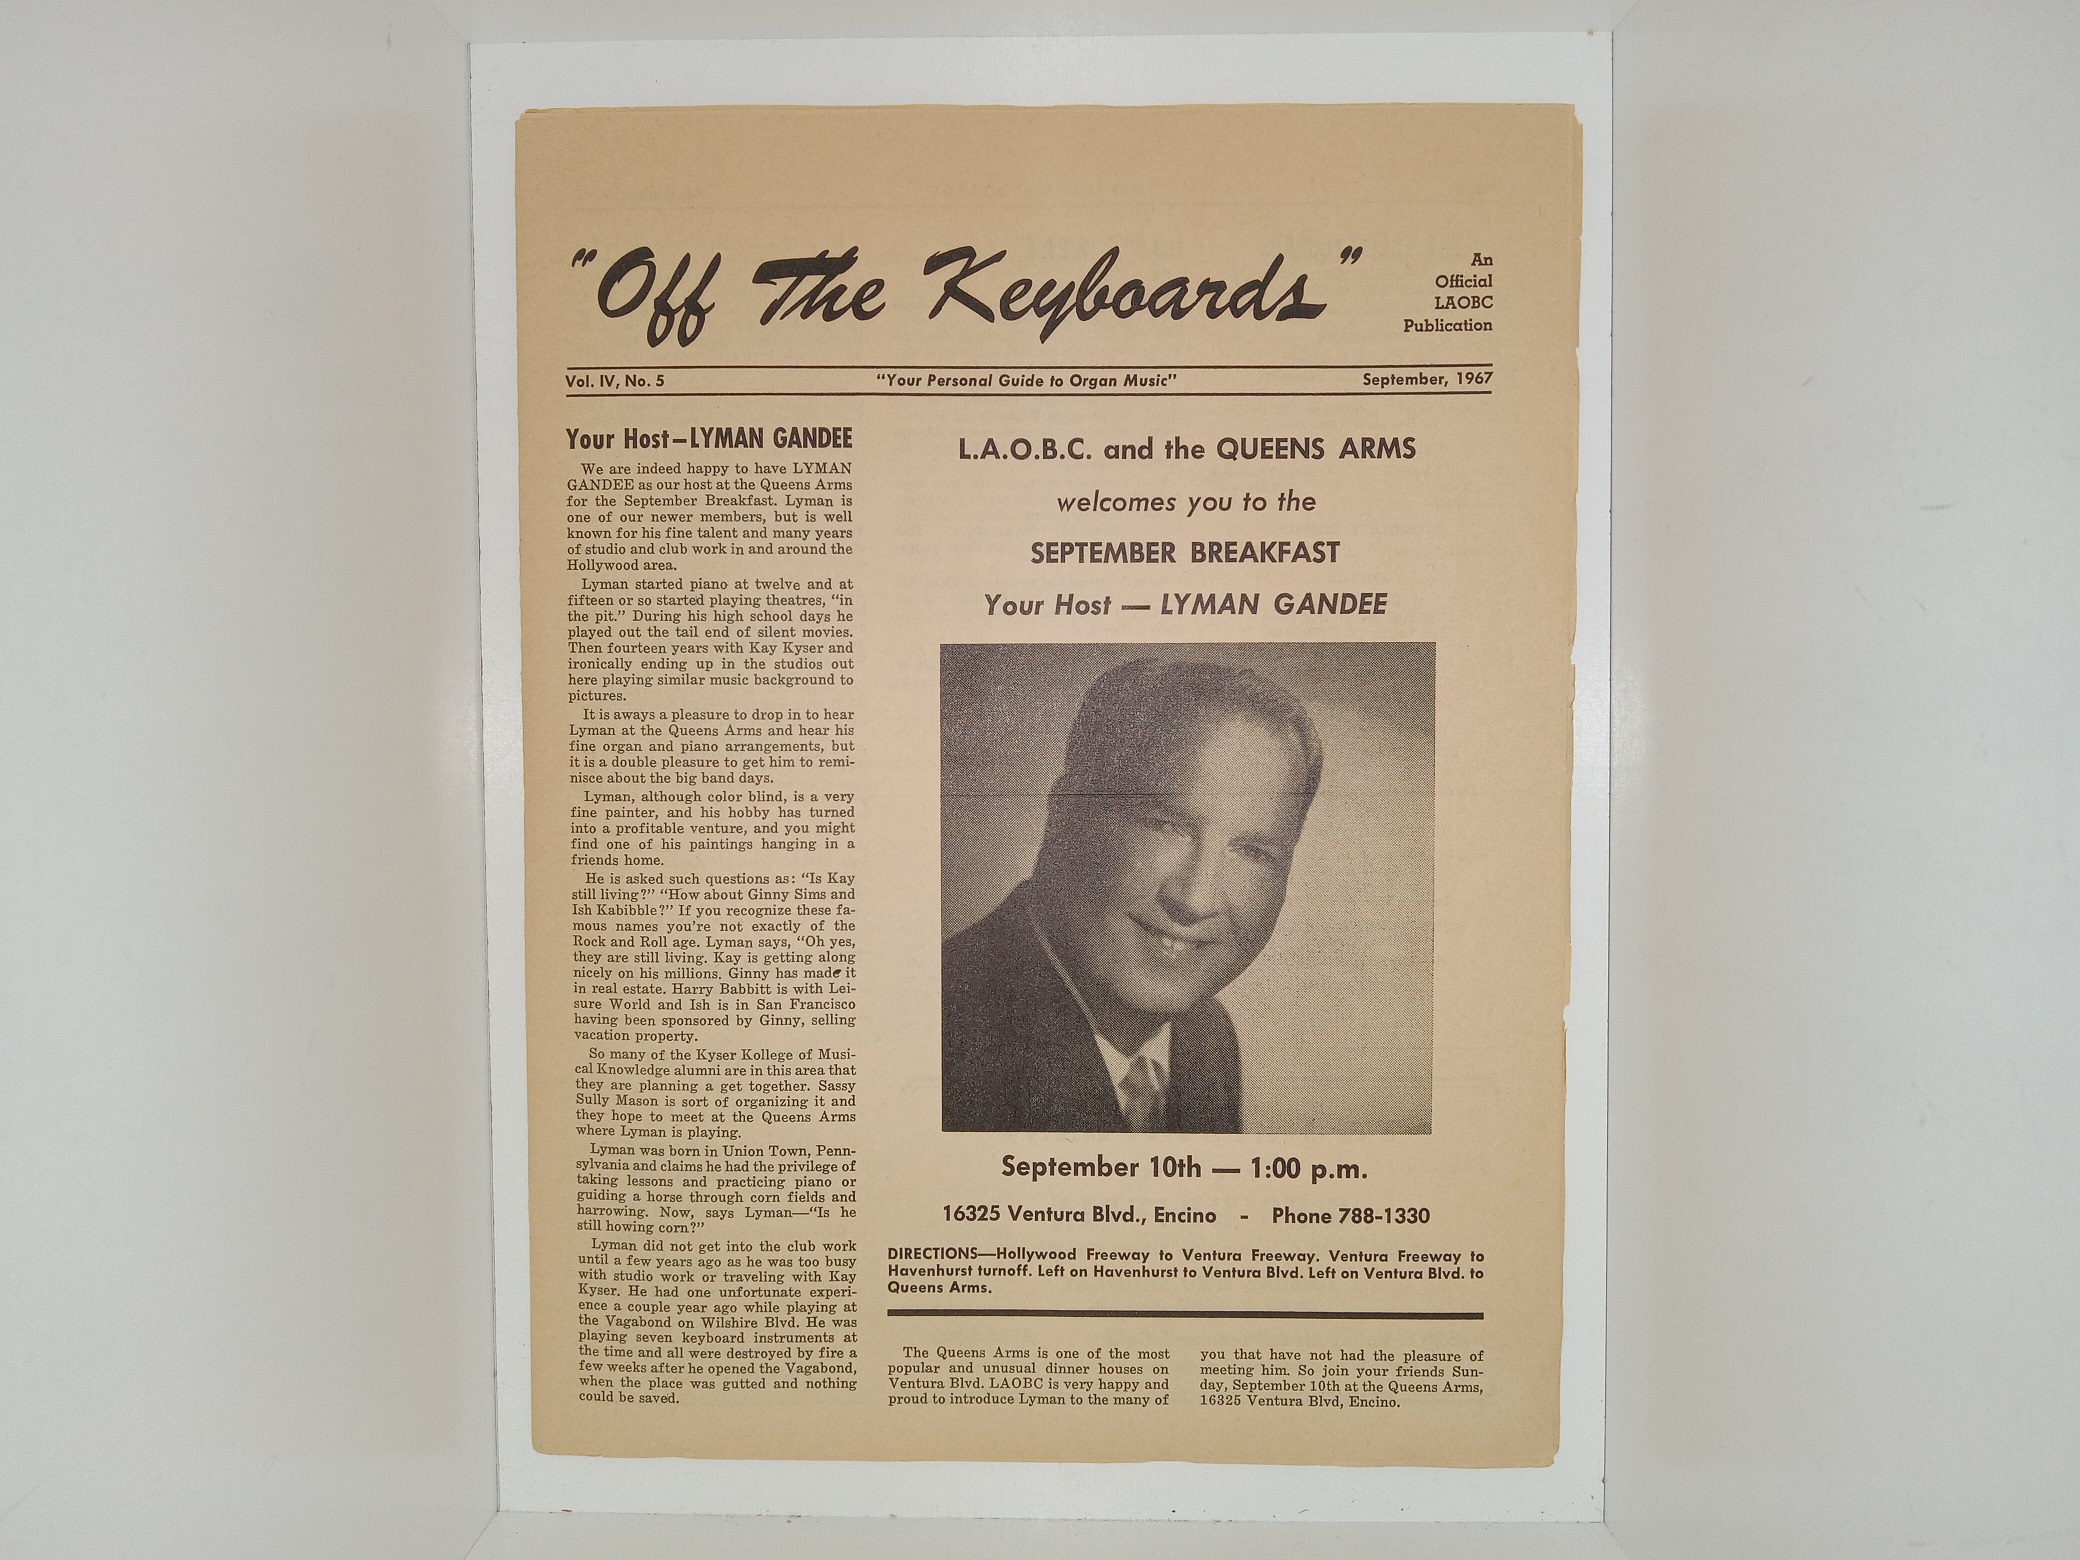 "Off The Keyboards"
An
Official
LAOBC
Publication
Vol. IV, No. 5
"Your Personal Guide to Organ Music"
September, 1967
Your Host—LYMAN GANDEE
We are indeed happy to have LYMAN
GANDEE as our host at the Queens Arms
for the September Breakfast. Lyman is
one of our newer members, but is well
known for his fine talent and many years
of studio and club work in and around the
Hollywood area.
Lyman started piano at twelve and at
fifteen or so started playing theatres, "in
the pit." During his high school days he
played out the tail end of silent movies.
Then fourteen years with Kay Kyser and
ironically ending up in the studios out
here playing similar music background to
pictures.
It is aways a pleasure to drop in to hear
Lyman at the Queens Arms and hear his
fine organ and piano arrangements, but
it is a double pleasure to get him to remi-
nisce about the big band days.
Lyman, although color blind, is a very
fine painter, and his hobby has turned
into a profitable venture, and you might
find one of his paintings hanging in a
friends home.
He is asked such questions as: "Is Kay
still living?" "How about Ginny Sims and
Ish Kabibble?" If you recognize these fa-
mous names you're not exactly of the
Rock and Roll age. Lyman says, "Oh yes,
they are still living. Kay is getting along
nicely on his millions. Ginny has made it
in real estate. Harry Babbitt is with Lei-
sure World and Ish is in San Francisco
having been sponsored by Ginny, selling
vacation property.
So many of the Kyser Kollege of Musi-
cal Knowledge alumni are in this area that
they are planning a get together. Sassy
Sully Mason is sort of organizing it and
they hope to meet at the Queens Arms
where Lyman is playing.
Lyman was born in Union Town, Penn-
sylvania and claims he had the privilege of
taking lessons and practicing piano or
guiding a horse through corn fields and
harrowing. Now, says Lyman—"Is he
still howing corn?"
Lyman did not get into the club work
until a few years ago as he was too busy
with studio work or traveling with Kay
Kyser. He had one unfortunate experi-
ence a couple year ago while playing at
the Vagabond on Wilshire Blvd. He was
playing seven keyboard instruments at
the time and all were destroyed by fire a
few weeks after he opened the Vagabond,
when the place was gutted and nothing
could be saved.
L.A.O.B.C. and the QUEENS ARMS
welcomes you to the
SEPTEMBER BREAKFAST
Your Host — LYMAN GANDEE
September 10th — 1:00 p.m.
16325 Ventura Blvd., Encino - Phone 788-1330
DIRECTIONS—Hollywood Freeway to Ventura Freeway. Ventura Freeway to
Havenhurst turnoff. Left on Havenhurst to Ventura Blvd. Left on Ventura Blvd. to
Queens Arms.
The Queens Arms is one of the most
popular and unusual dinner houses on
Ventura Blvd. LAOBC is very happy and
proud to introduce Lyman to the many of
you that have not had the pleasure of
meeting him. So join your friends Sun-
day, September 10th at the Queens Arms,
16325 Ventura Blvd, Encino.